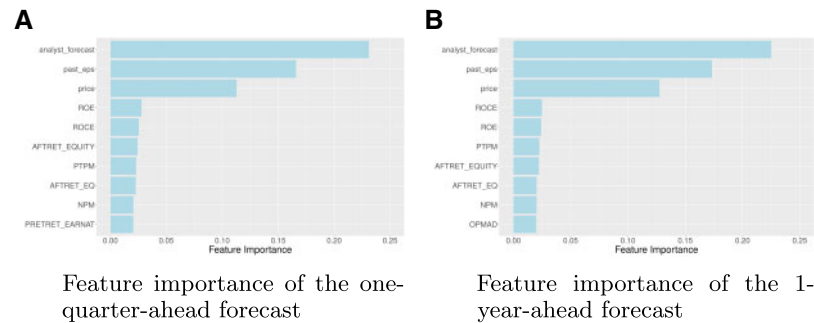 A
analyst_forecast
past_eps
price
ROE
ROCE
AFTRET_EQUITY
PTPM
AFTRET_EQ
NPM
PRETRET_EARNAT
0.00 0.05 0.10 0.15 0.20 0.25
Feature Importance
Feature importance of the one-
quarter-ahead forecast
B
analyst_forecast
past_eps
price
ROCE
ROE
PTPM
AFTRET_EQUITY
AFTRET_EQ
NPM
OPMAD
0.00 0.05 0.10 0.15 0.20 0.25
Feature Importance
Feature importance of the 1-
year-ahead forecast